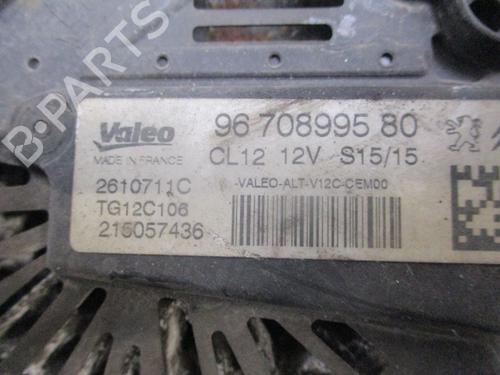 B-PARTS
Valeo
MADE IN FRANCE
96 708995 80
CL12 12V S15/15
2610711C
TG12C106
215057436
-VALEO-ALT-V12C-CEM00